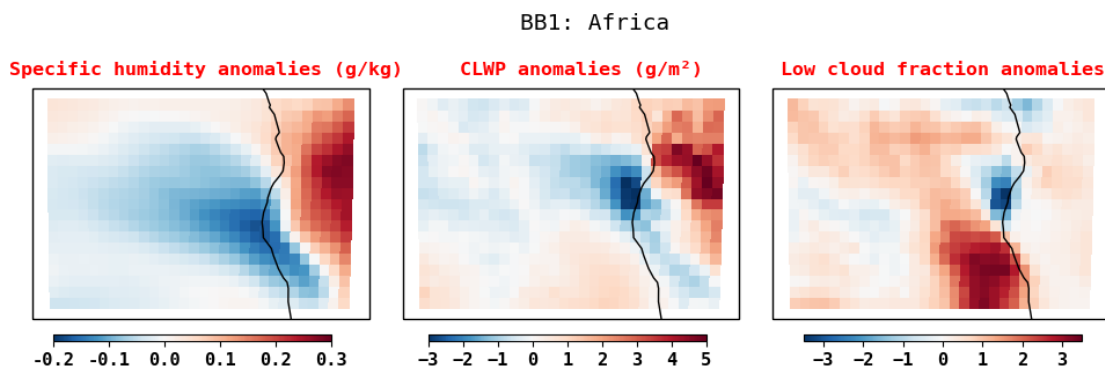 BB1: Africa
Specific humidity anomalies (g/kg)
CLWP anomalies (g/m²)
Low cloud fraction anomalies
-0.2 -0.1 0.0 0.1 0.2 0.3
−3 −2 −1 0 1 2 3 4 5
−3 −2 −1 0 1 2 3